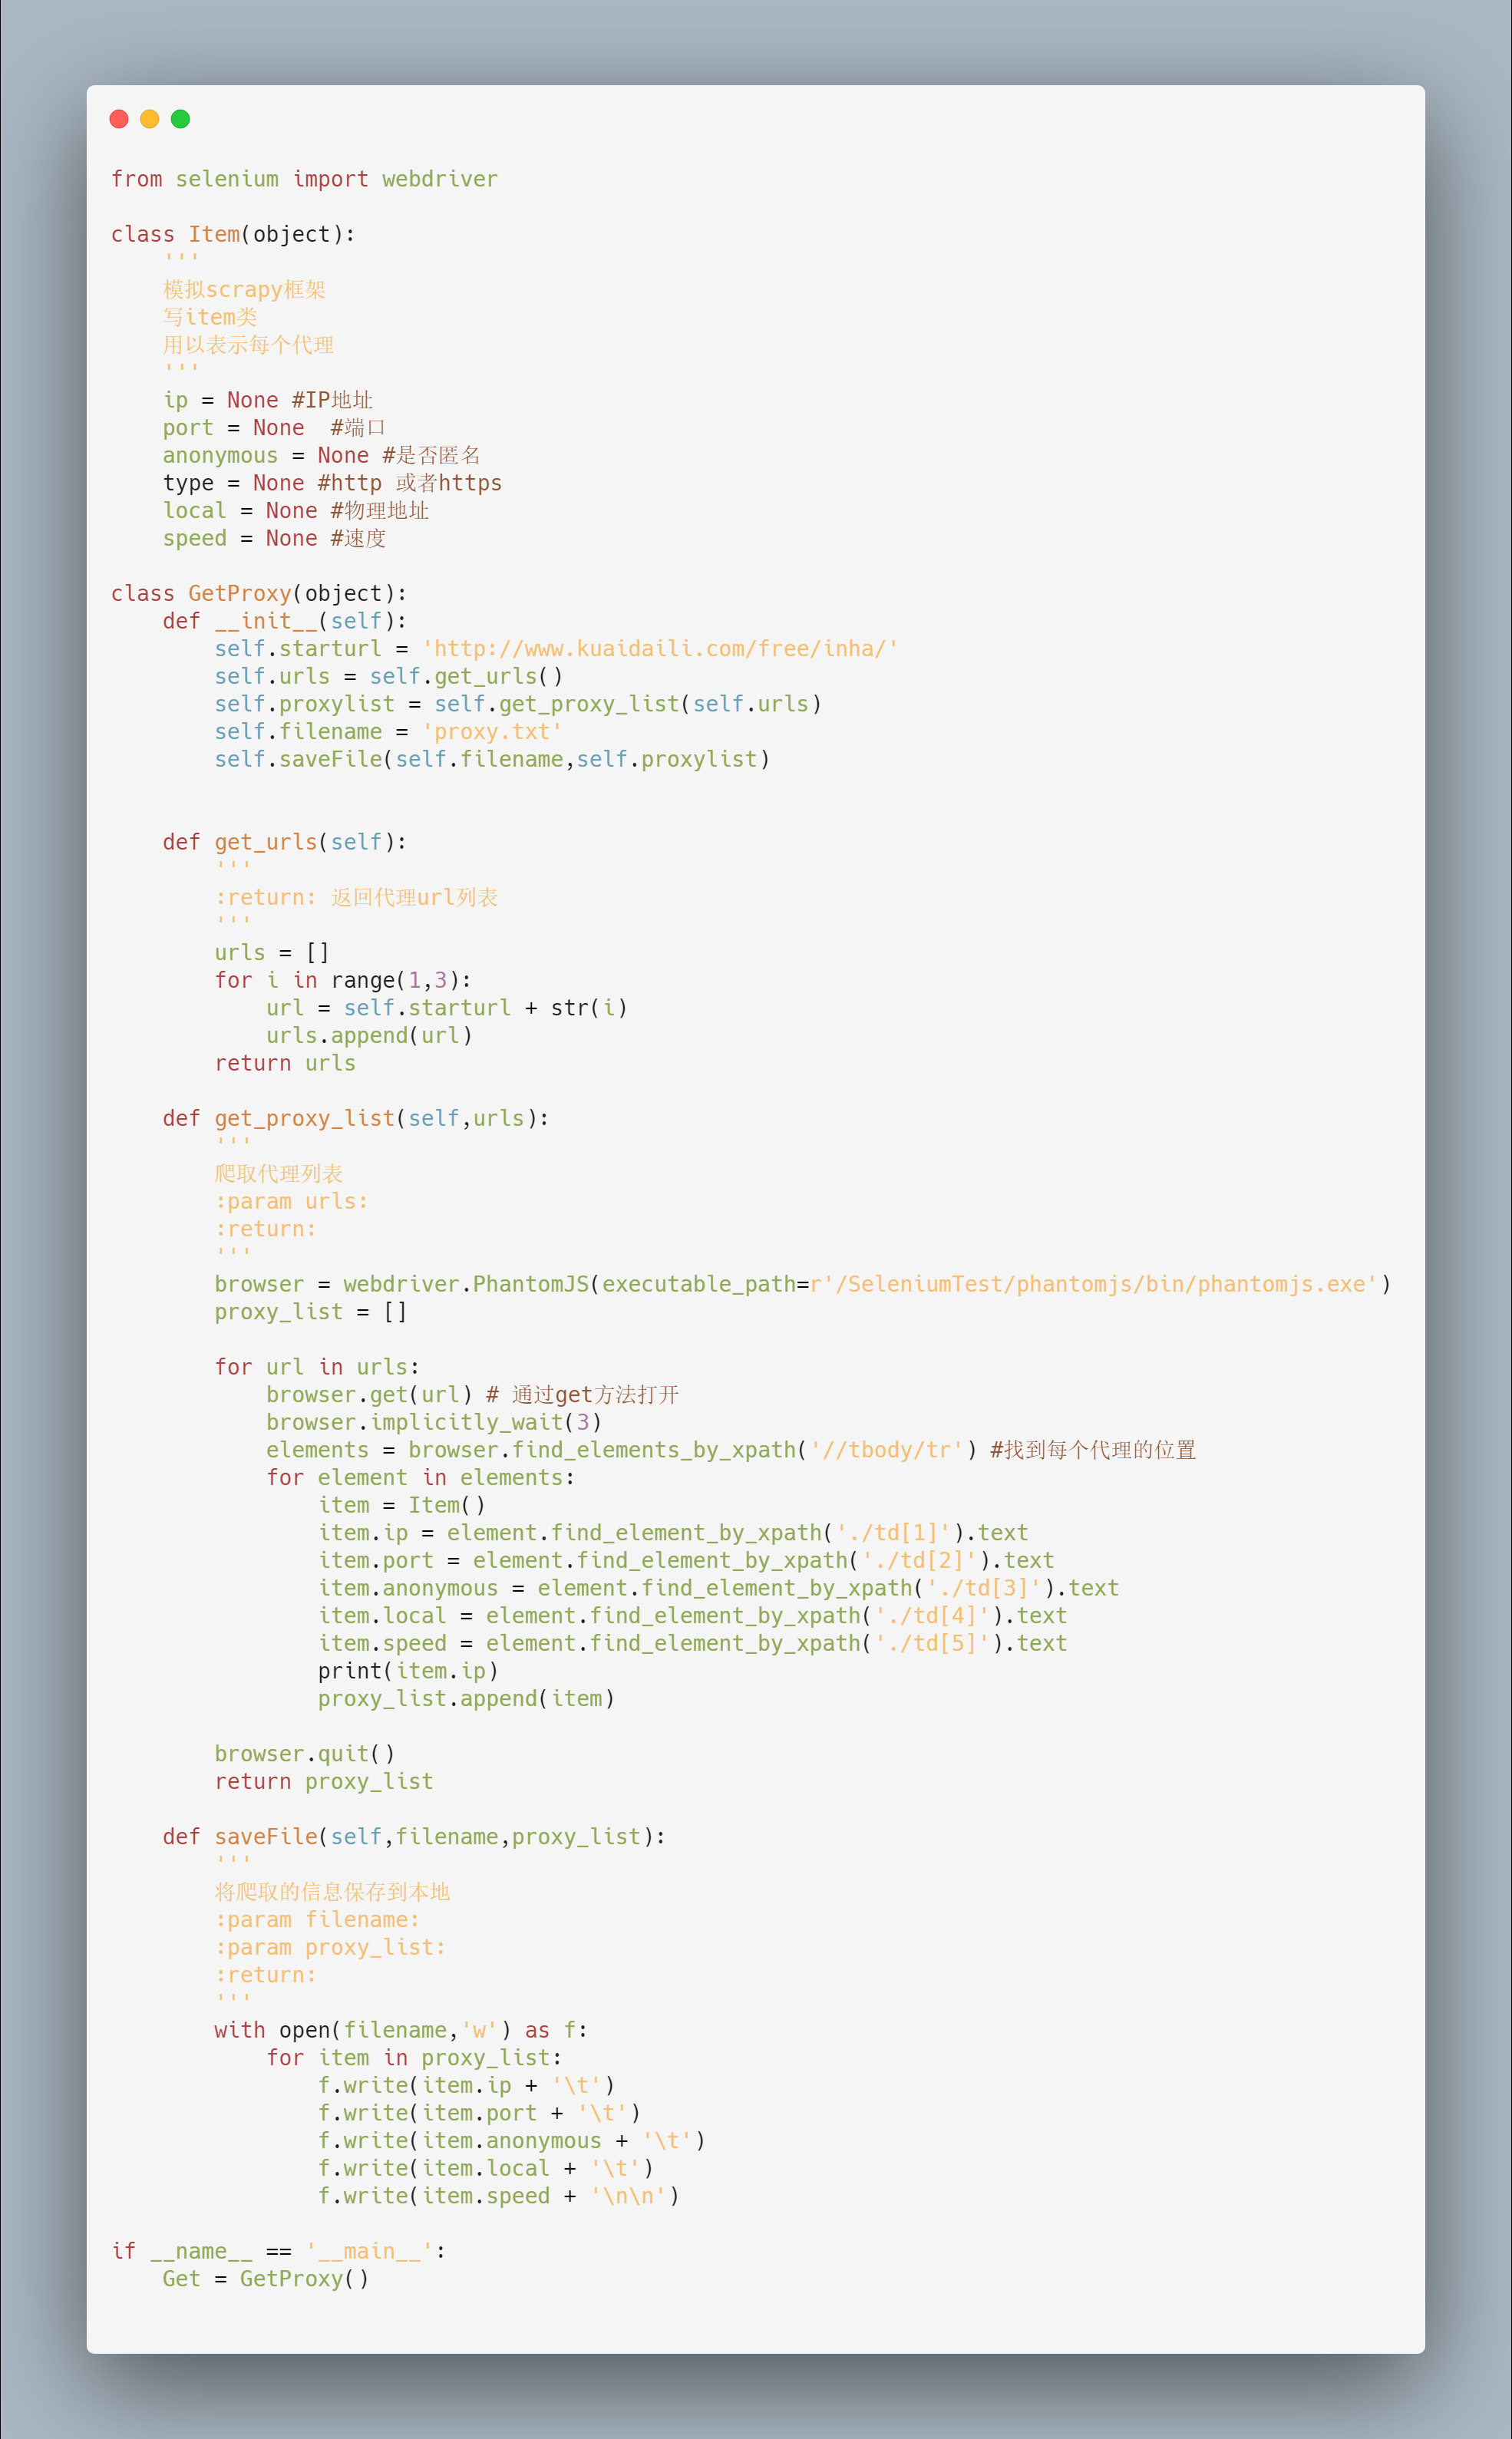 from selenium import webdriver
class Item(object):
    '''
    模拟scrapy框架
    写item类
    用以表示每个代理
    '''
    ip = None #IP地址
    port = None  #端口
    anonymous = None #是否匿名
    type = None #http 或者https
    local = None #物理地址
    speed = None #速度
class GetProxy(object):
    def __init__(self):
        self.starturl = 'http://www.kuaidaili.com/free/inha/'
        self.urls = self.get_urls()
        self.proxylist = self.get_proxy_list(self.urls)
        self.filename = 'proxy.txt'
        self.saveFile(self.filename,self.proxylist)
    def get_urls(self):
        '''
        :return: 返回代理url列表
        '''
        urls = []
        for i in range(1,3):
            url = self.starturl + str(i)
            urls.append(url)
        return urls
    def get_proxy_list(self,urls):
        '''
        爬取代理列表
        :param urls:
        :return:
        '''
        browser = webdriver.PhantomJS(executable_path=r'/SeleniumTest/phantomjs/bin/phantomjs.exe')
        proxy_list = []
        for url in urls:
            browser.get(url) # 通过get方法打开
            browser.implicitly_wait(3)
            elements = browser.find_elements_by_xpath('//tbody/tr') #找到每个代理的位置
            for element in elements:
                item = Item()
                item.ip = element.find_element_by_xpath('./td[1]').text
                item.port = element.find_element_by_xpath('./td[2]').text
                item.anonymous = element.find_element_by_xpath('./td[3]').text
                item.local = element.find_element_by_xpath('./td[4]').text
                item.speed = element.find_element_by_xpath('./td[5]').text
                print(item.ip)
                proxy_list.append(item)
        browser.quit()
        return proxy_list
    def saveFile(self,filename,proxy_list):
        '''
        将爬取的信息保存到本地
        :param filename:
        :param proxy_list:
        :return:
        '''
        with open(filename,'w') as f:
            for item in proxy_list:
                f.write(item.ip + '\t')
                f.write(item.port + '\t')
                f.write(item.anonymous + '\t')
                f.write(item.local + '\t')
                f.write(item.speed + '\n\n')
if __name__ == '__main__':
    Get = GetProxy()